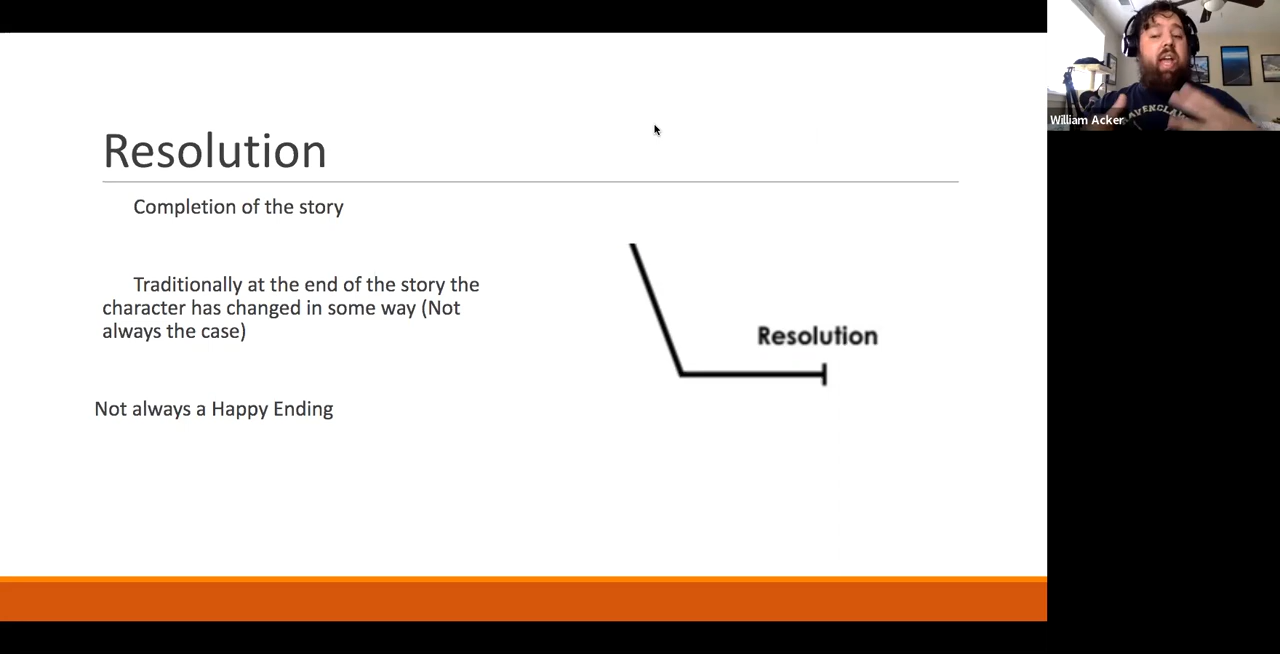 Resolution
Completion of the story
Traditionally at the end of the story the
character has changed in some way (Not
always the case)
Not always a Happy Ending
Resolution
William Acker
AVENCLAW